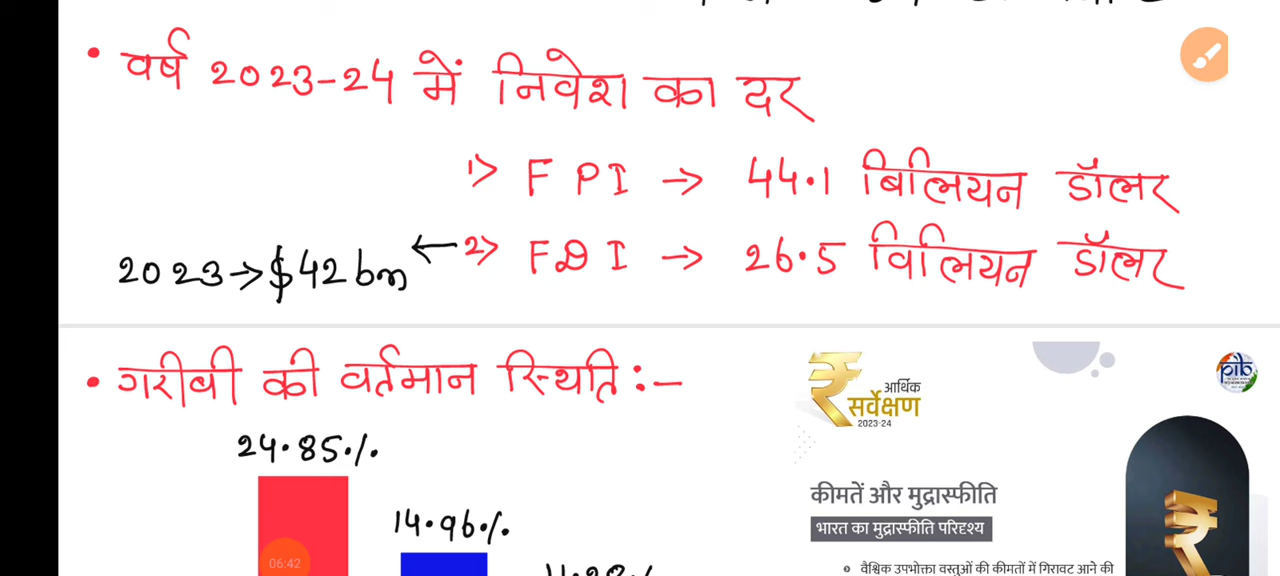 • वर्ष 2023-24 में निवेश का दर
1> FPI → 44.1 बिलियन डॉलर
2> FDI → 26.5 विलियन डॉलर
2023 → $42bn ←
• गरीवी की वर्तमान स्थिति :-
24.85%
14.96%
06:42
आर्थिक
सर्वेक्षण
2023-24
pib
कीमतें और मुद्रास्फीति
भारत का मुद्रास्फीति परिदृश्य
वैश्विक उपभोक्ता वस्तुओं की कीमतों में गिरावट आने की